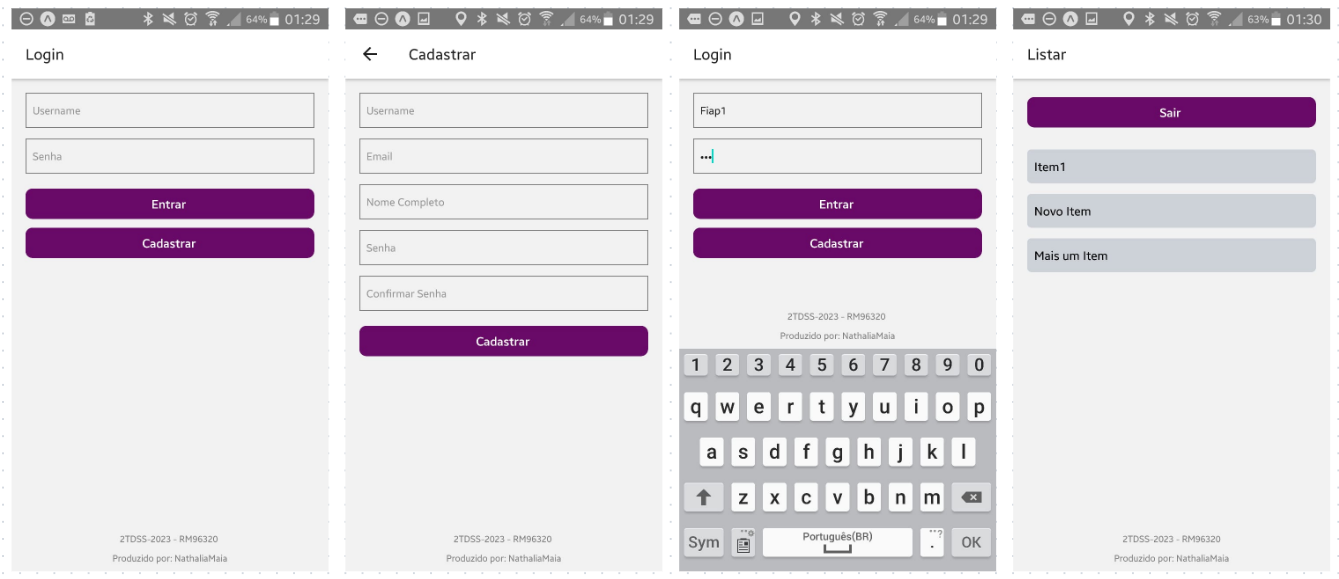 64% 01:29
Login
Username
Senha
Entrar
Cadastrar
2TDSS-2023 - RM96320
Produzido por: NathaliaMaia
64% 01:29
Cadastrar
Username
Email
Nome Completo
Senha
Confirmar Senha
Cadastrar
2TDSS-2023 - RM96320
Produzido por: NathaliaMaia
64% 01:29
Login
Fiap1
•••
Entrar
Cadastrar
2TDSS-2023 - RM96320
Produzido por: NathaliaMaia
1 2 3 4 5 6 7 8 9 0
q w e r t y u i o p
a s d f g h j k l
z x c v b n m
Sym Português(BR) . ? OK
63% 01:30
Listar
Sair
Item1
Novo Item
Mais um Item
2TDSS-2023 - RM96320
Produzido por: NathaliaMaia